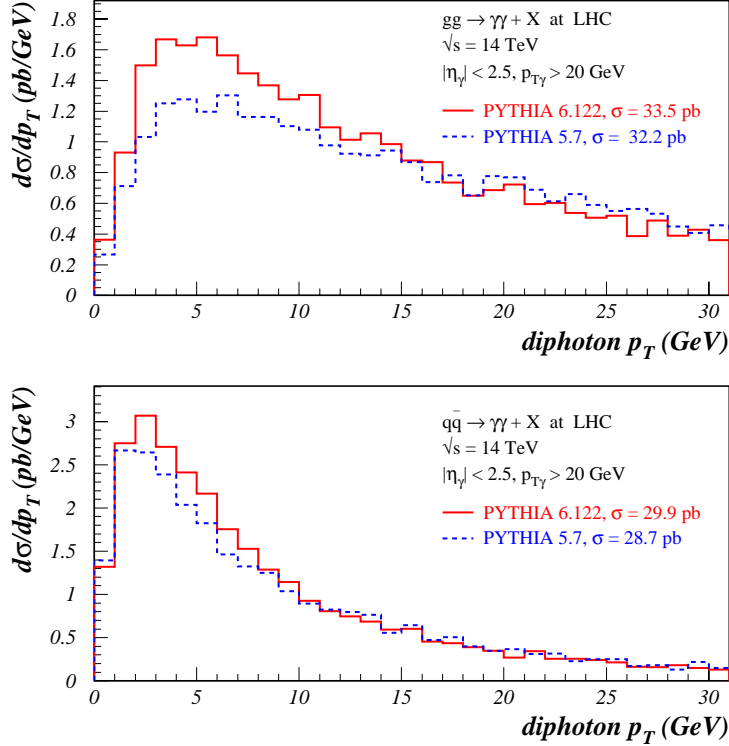 dσ/dp_T (pb/GeV)
1.8
1.6
1.4
1.2
1
0.8
0.6
0.4
0.2
0
gg → γγ + X at LHC
√s = 14 TeV
|η_γ| < 2.5, p_Tγ > 20 GeV
PYTHIA 6.122, σ = 33.5 pb
PYTHIA 5.7, σ = 32.2 pb
0 5 10 15 20 25 30
diphoton p_T (GeV)
dσ/dp_T (pb/GeV)
3
2.5
2
1.5
1
0.5
0
qq̄ → γγ + X at LHC
√s = 14 TeV
|η_γ| < 2.5, p_Tγ > 20 GeV
PYTHIA 6.122, σ = 29.9 pb
PYTHIA 5.7, σ = 28.7 pb
0 5 10 15 20 25 30
diphoton p_T (GeV)